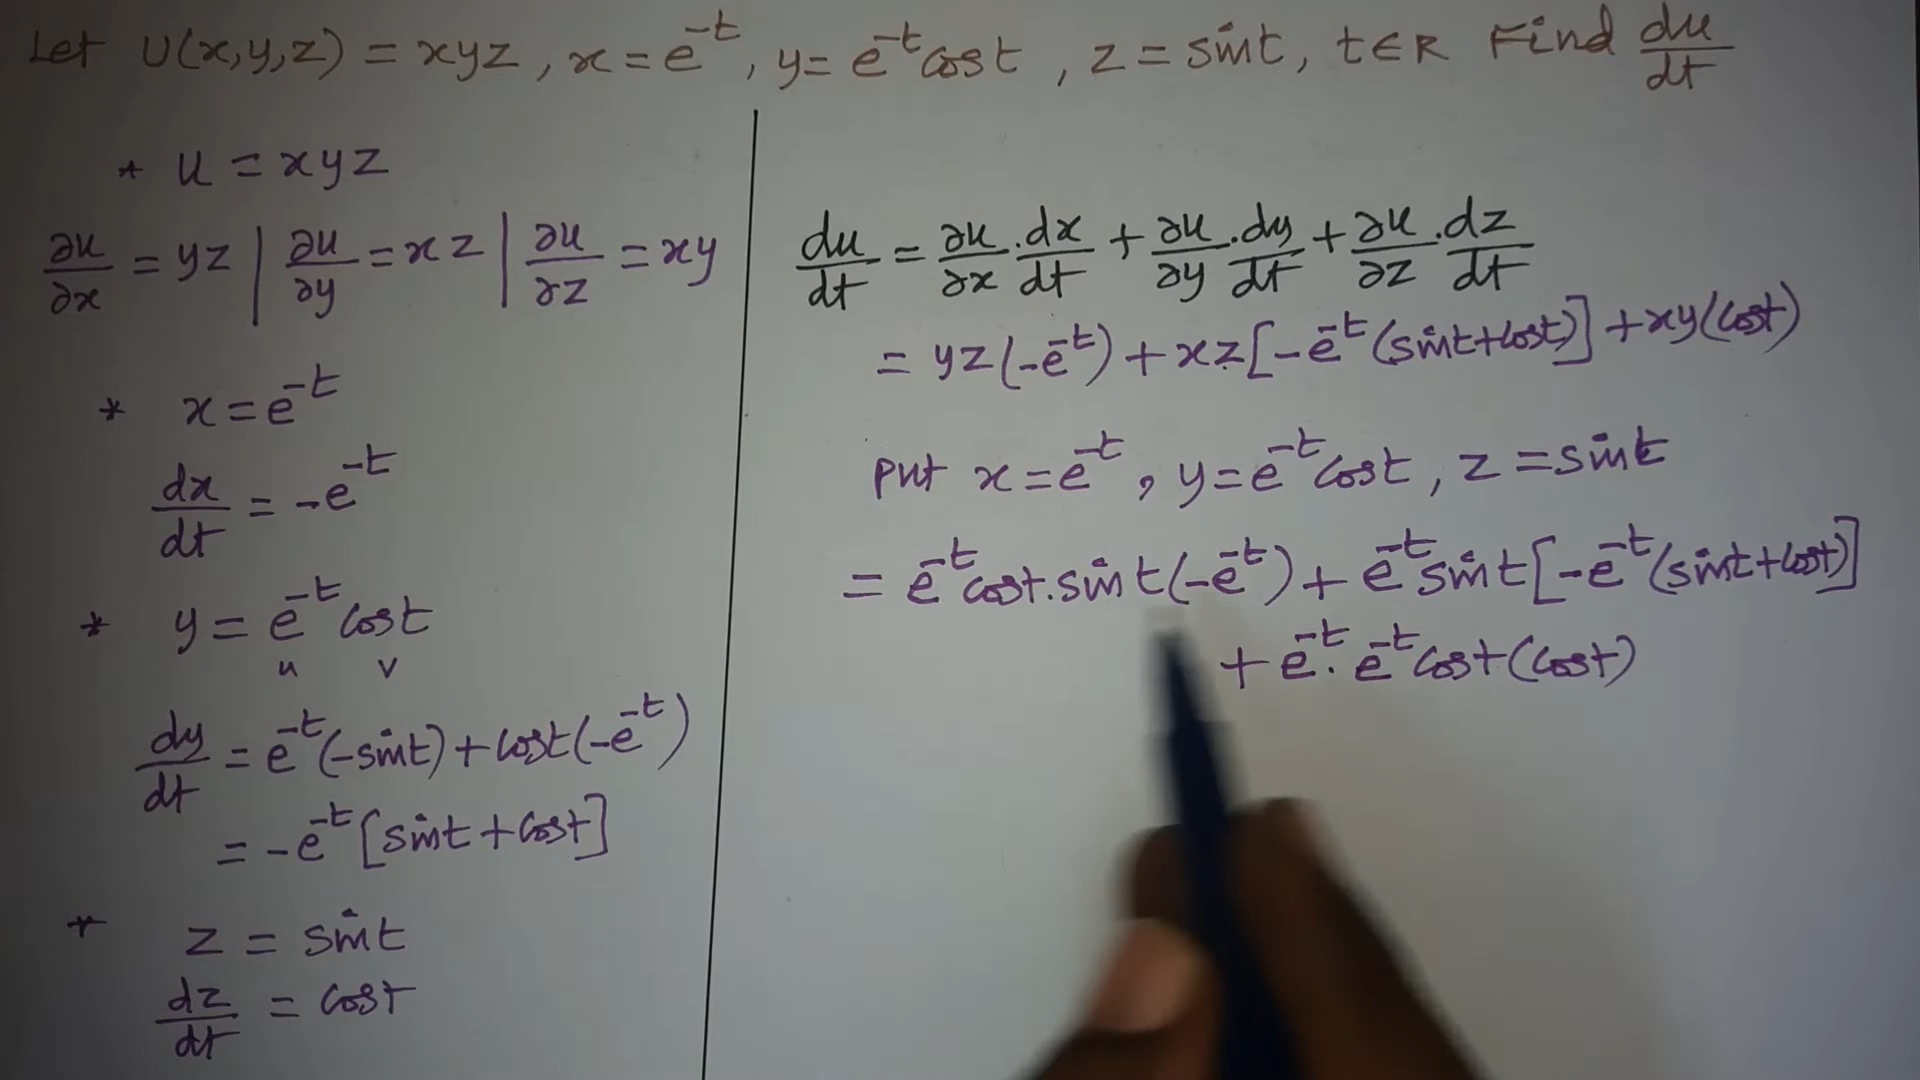 Let U(x,y,z) = xyz, x = e^-t, y = e^-t cost, z = sint, t∈R Find du/dt
* u = xyz
∂u/∂x = yz | ∂u/∂y = xz | ∂u/∂z = xy
* x = e^-t
dx/dt = -e^-t
* y = e^-t cost
u v
dy/dt = e^-t(-sint) + cost(-e^-t)
= -e^-t[sint + cost]
* z = sint
dz/dt = cost
du/dt = ∂u/∂x · dx/dt + ∂u/∂y · dy/dt + ∂u/∂z · dz/dt
= yz(-e^-t) + xz[-e^-t(sint+cost)] + xy(cost)
Put x = e^-t, y = e^-t cost, z = sint
= e^-t cost · sint(-e^-t) + e^-t sint[-e^-t(sint+cost)]
+ e^-t · e^-t cost(cost)